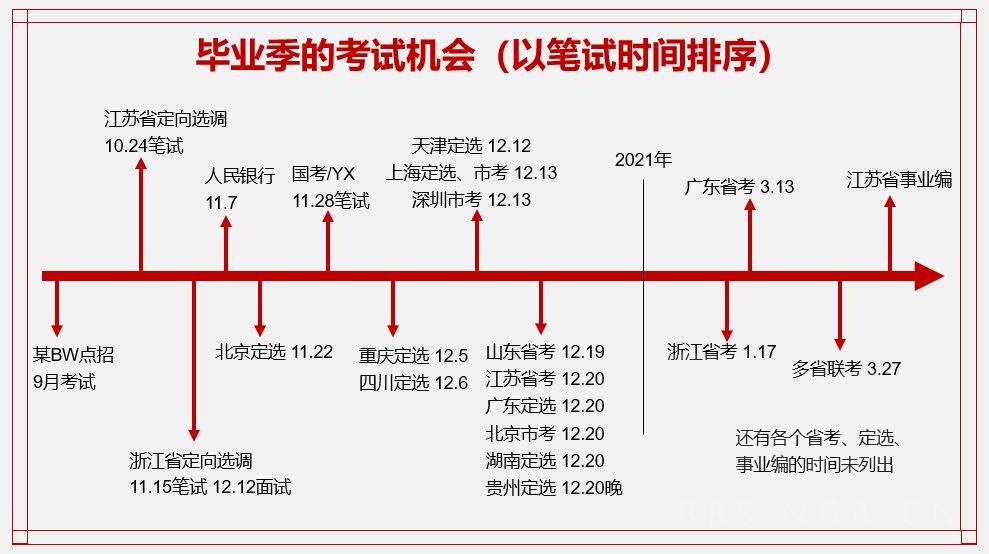 毕业季的考试机会（以笔试时间排序）
江苏省定向选调
10.24笔试
人民银行
11.7
国考/YX
11.28笔试
天津定选 12.12
上海定选、市考 12.13
深圳市考 12.13
2021年
广东省考 3.13
江苏省事业编
某BW点招
9月考试
浙江省定向选调
11.15笔试 12.12面试
北京定选 11.22
重庆定选 12.5
四川定选 12.6
山东省考 12.19
江苏省考 12.20
广东定选 12.20
北京市考 12.20
湖南定选 12.20
贵州定选 12.20晚
浙江省考 1.17
多省联考 3.27
还有各个省考、定选、
事业编的时间未列出
BBS.NGA.CN